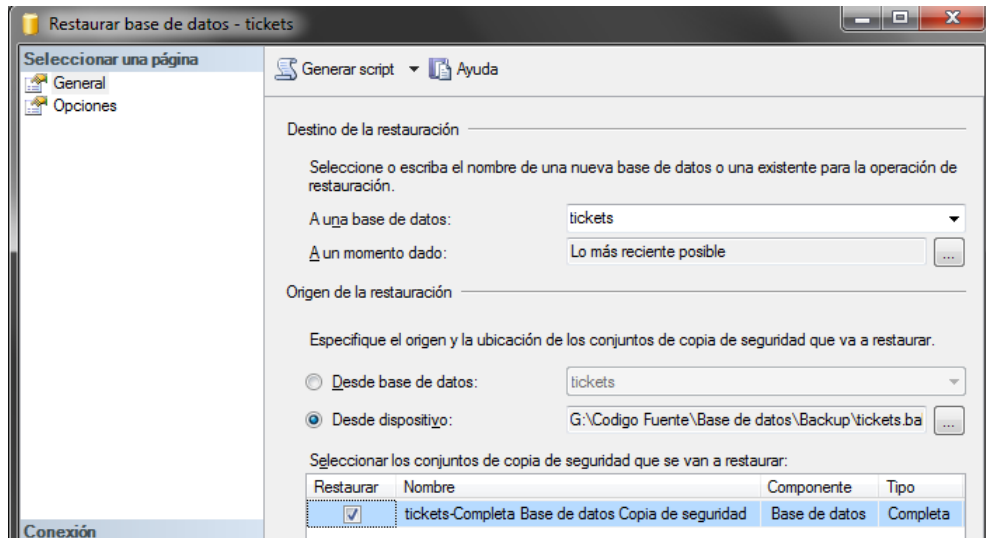 Restaurar base de datos - tickets
Seleccionar una página
General
Opciones
Generar script
Ayuda
Destino de la restauración
Seleccione o escriba el nombre de una nueva base de datos o una existente para la operación de
restauración.
A una base de datos: tickets
A un momento dado: Lo más reciente posible
...
Origen de la restauración
Especifique el origen y la ubicación de los conjuntos de copia de seguridad que va a restaurar.
Desde base de datos: tickets
Desde dispositivo: G:\Codigo Fuente\Base de datos\Backup\tickets.ba
...
Seleccionar los conjuntos de copia de seguridad que se van a restaurar:
Restaurar Nombre Componente Tipo
tickets-Completa Base de datos Copia de seguridad Base de datos Completa
Conexión